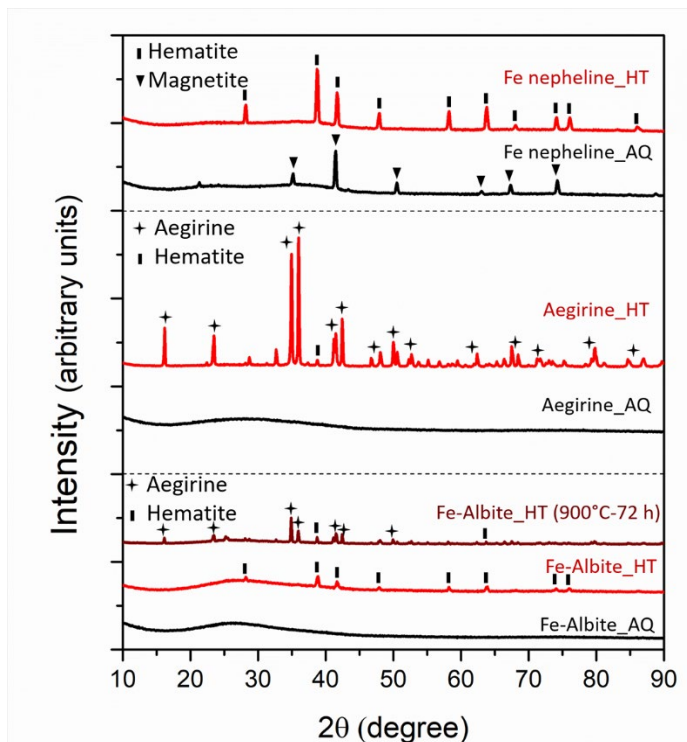 Hematite
Magnetite
Fe nepheline_HT
Fe nepheline_AQ
Aegirine
Hematite
Aegirine_HT
Aegirine_AQ
Aegirine
Hematite
Fe-Albite_HT (900°C-72 h)
Fe-Albite_HT
Fe-Albite_AQ
Intensity (arbitrary units)
10 20 30 40 50 60 70 80 90
2θ (degree)